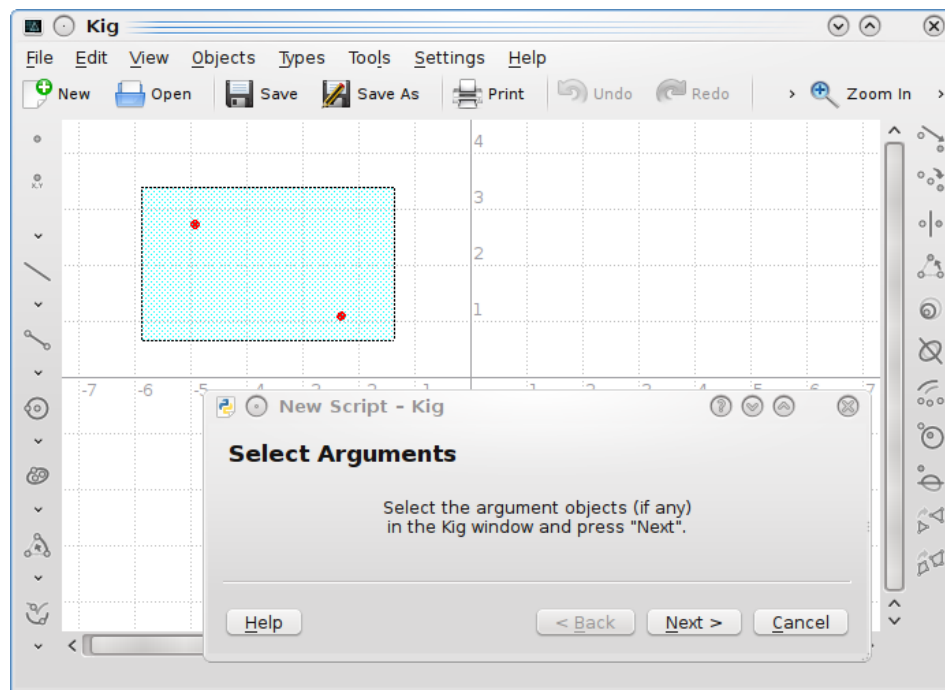 Kig
File Edit View Objects Types Tools Settings Help
New Open Save Save As Print Undo Redo Zoom In
K,Y
4
3
2
1
-7 -6 -5 -4 -3 -2 -1 1 2 3 4 5 6 7
New Script – Kig
Select Arguments
Select the argument objects (if any)
in the Kig window and press "Next".
Help < Back Next > Cancel